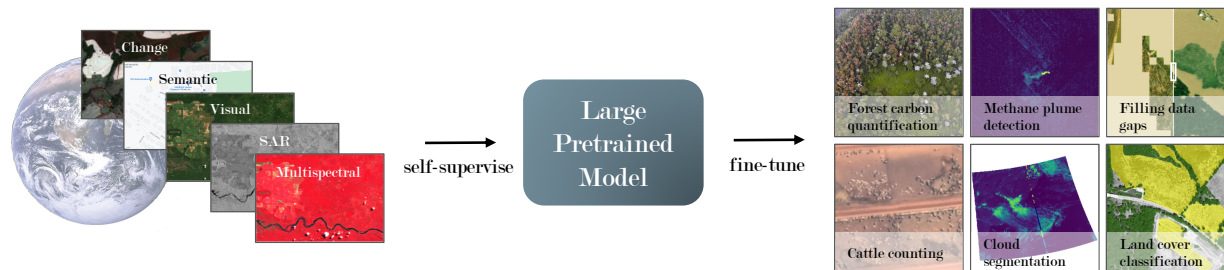 Change
Semantic
Visual
SAR
Multispectral
self-supervise
Large
Pretrained
Model
fine-tune
Forest carbon
quantification
Methane plume
detection
Filling data
gaps
Cattle counting
Cloud
segmentation
Land cover
classification